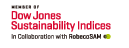 MEMBER OF
Dow Jones
Sustainability Indices
In Collaboration with RobecoSAM